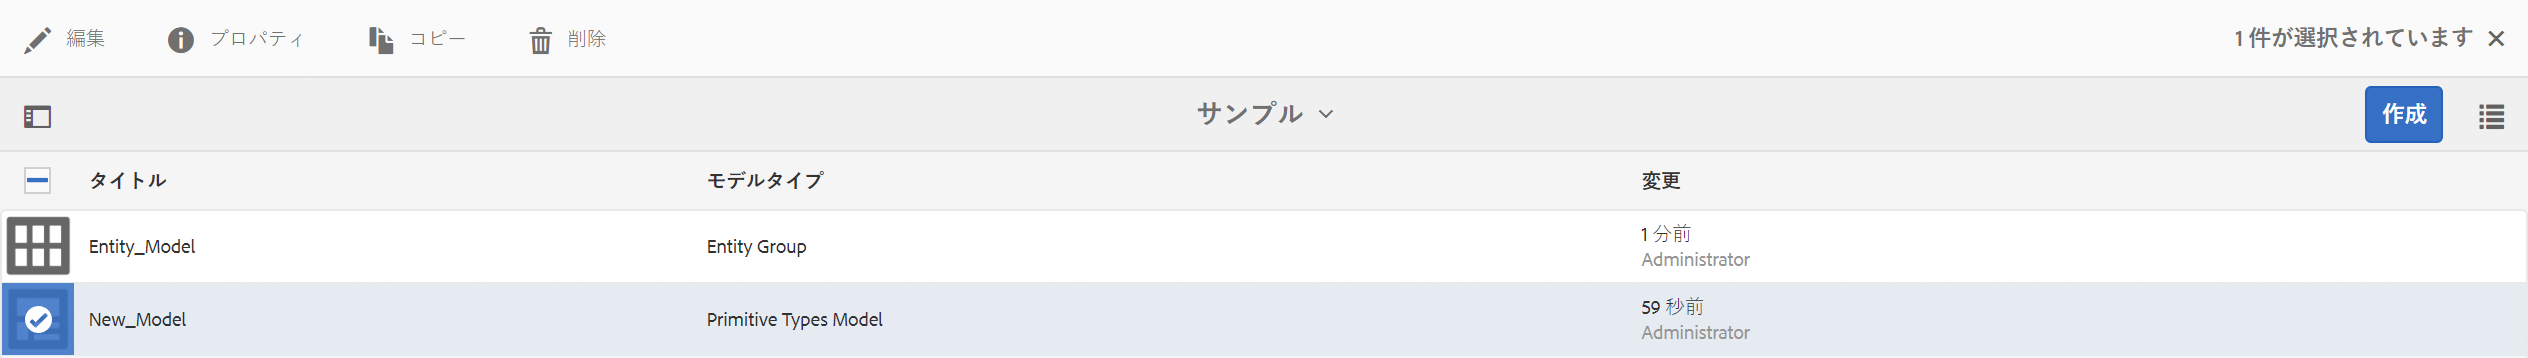 編集 プロパティ コピー 削除 1 件が選択されています
サンプル 作成
タイトル モデルタイプ 変更
Entity_Model Entity Group 1 分前
Administrator
New_Model Primitive Types Model 59 秒前
Administrator